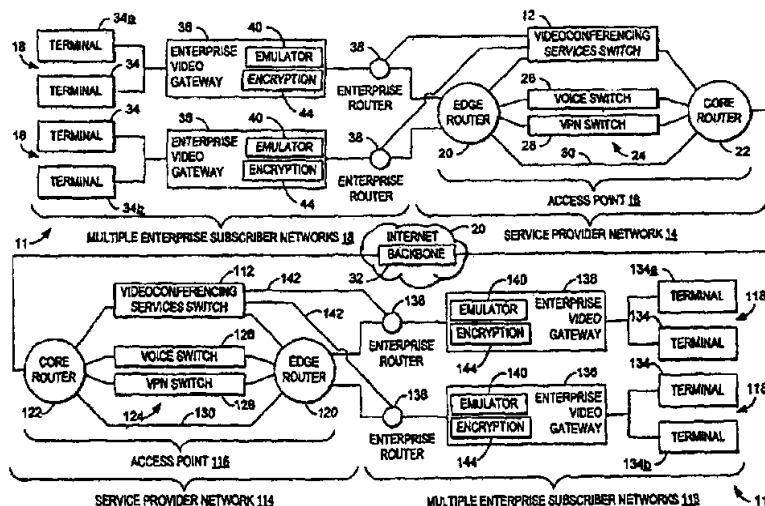 34a
TERMINAL
18
34
TERMINAL
34
TERMINAL
18
TERMINAL
34b
36
40
ENTERPRISE VIDEO GATEWAY
EMULATOR
ENCRYPTION
44
36
40
ENTERPRISE VIDEO GATEWAY
EMULATOR
ENCRYPTION
44
38
ENTERPRISE ROUTER
38
ENTERPRISE ROUTER
12
VIDEOCONFERENCING SERVICES SWITCH
EDGE ROUTER
20
26
VOICE SWITCH
VPN SWITCH
28
24
30
CORE ROUTER
22
ACCESS POINT 16
SERVICE PROVIDER NETWORK 14
11
MULTIPLE ENTERPRISE SUBSCRIBER NETWORKS 18
INTERNET
20
BACKBONE
32
112
VIDEOCONFERENCING SERVICES SWITCH
142
142
CORE ROUTER
122
126
VOICE SWITCH
VPN SWITCH
124
128
130
EDGE ROUTER
120
ACCESS POINT 116
SERVICE PROVIDER NETWORK 114
138
ENTERPRISE ROUTER
138
ENTERPRISE ROUTER
140
136
EMULATOR
ENCRYPTION
144
ENTERPRISE VIDEO GATEWAY
140
136
EMULATOR
ENCRYPTION
144
ENTERPRISE VIDEO GATEWAY
134a
TERMINAL
118
134
TERMINAL
134
TERMINAL
118
TERMINAL
134b
MULTIPLE ENTERPRISE SUBSCRIBER NETWORKS 118
11